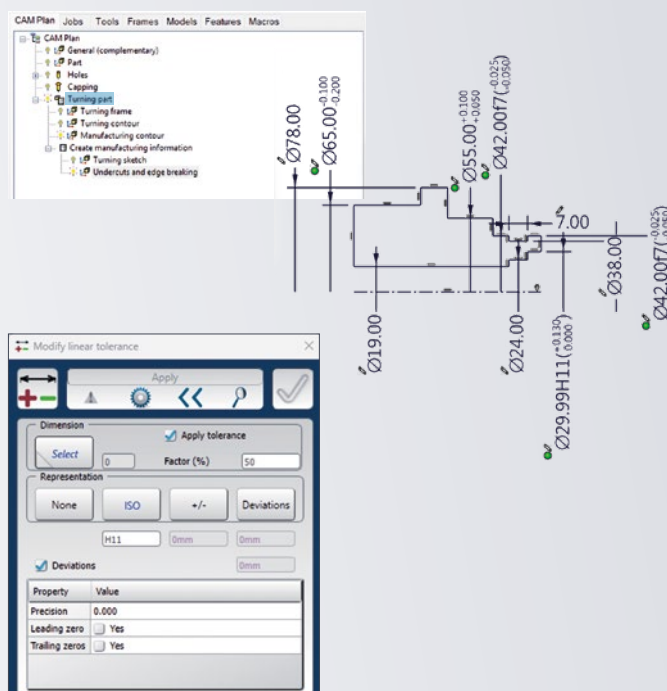 CAM Plan Jobs Tools Frames Models Features Macros
CAM Plan
General (complementary)
Part
Holes
Capping
Turning part
Turning frame
Turning contour
Manufacturing contour
Create manufacturing information
Turning sketch
Undercuts and edge breaking
Ø78.00
Ø65.00 -0.100 -0.200
Ø55.00 +0.100 +0.050
Ø42.00f7(-0.025 -0.050)
7.00
Ø38.00
Ø42.00f7(-0.025 -0.050)
Ø19.00
Ø24.00
Ø29.99H11(+0.130 0.000)
Modify linear tolerance
Apply
Dimension
Apply tolerance
Select 0 Factor (%) 50
Representation
None ISO +/- Deviations
H11 0mm 0mm
Deviations 0mm
Property Value
Precision 0.000
Leading zero Yes
Trailing zeros Yes